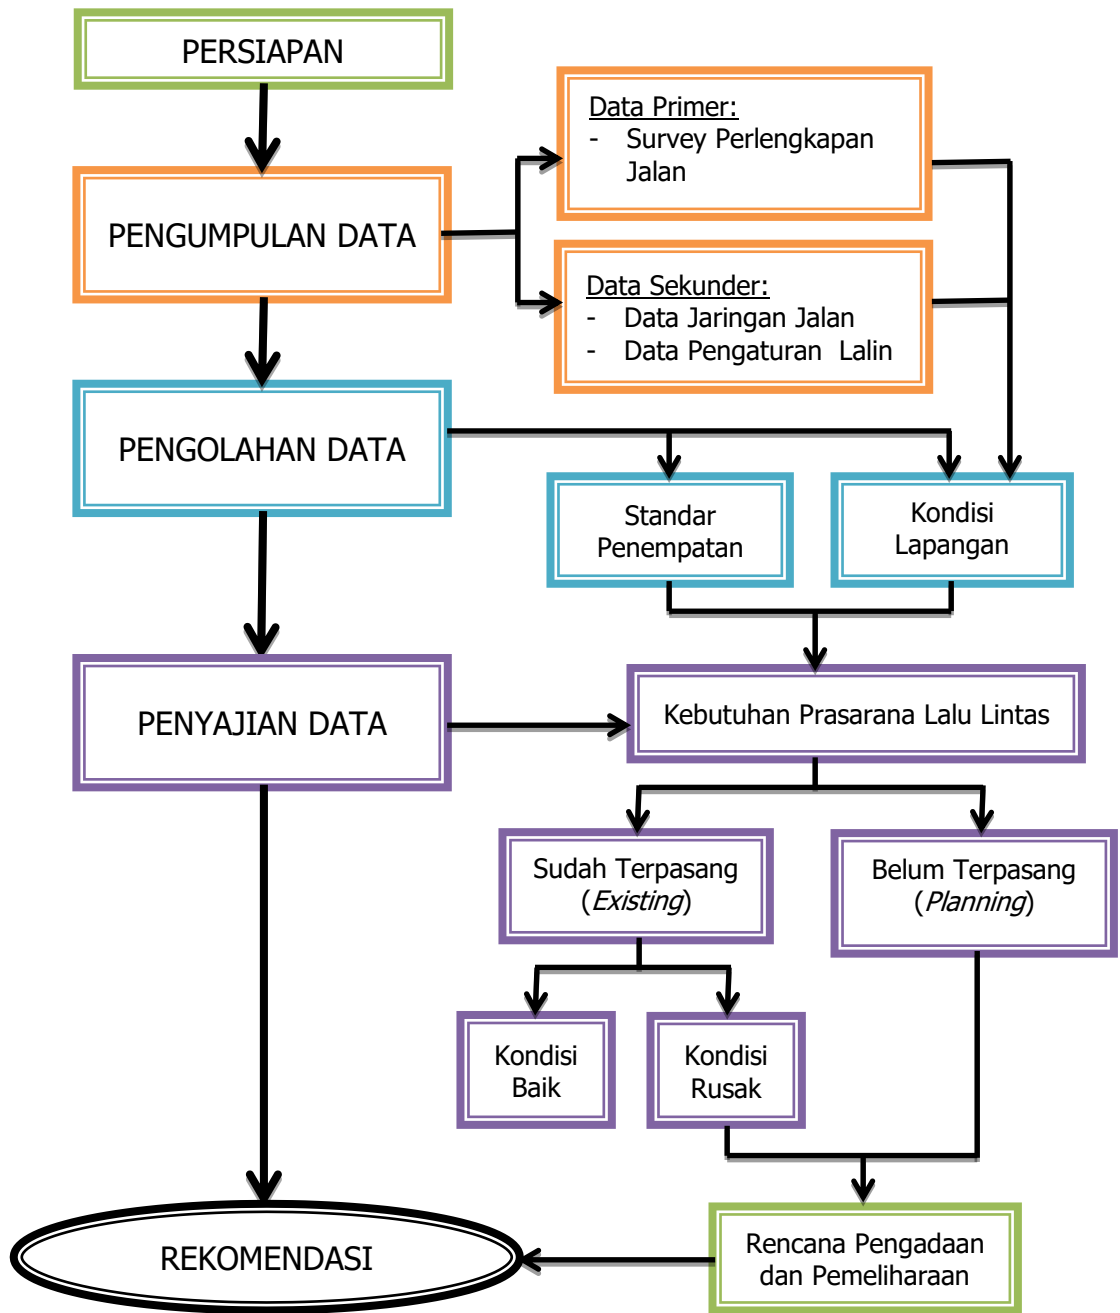 PERSIAPAN
Data Primer:
- Survey Perlengkapan
Jalan
PENGUMPULAN DATA
Data Sekunder:
- Data Jaringan Jalan
- Data Pengaturan Lalin
PENGOLAHAN DATA
Standar
Penempatan
Kondisi
Lapangan
PENYAJIAN DATA
Kebutuhan Prasarana Lalu Lintas
Sudah Terpasang
(Existing)
Belum Terpasang
(Planning)
Kondisi
Baik
Kondisi
Rusak
REKOMENDASI
Rencana Pengadaan
dan Pemeliharaan